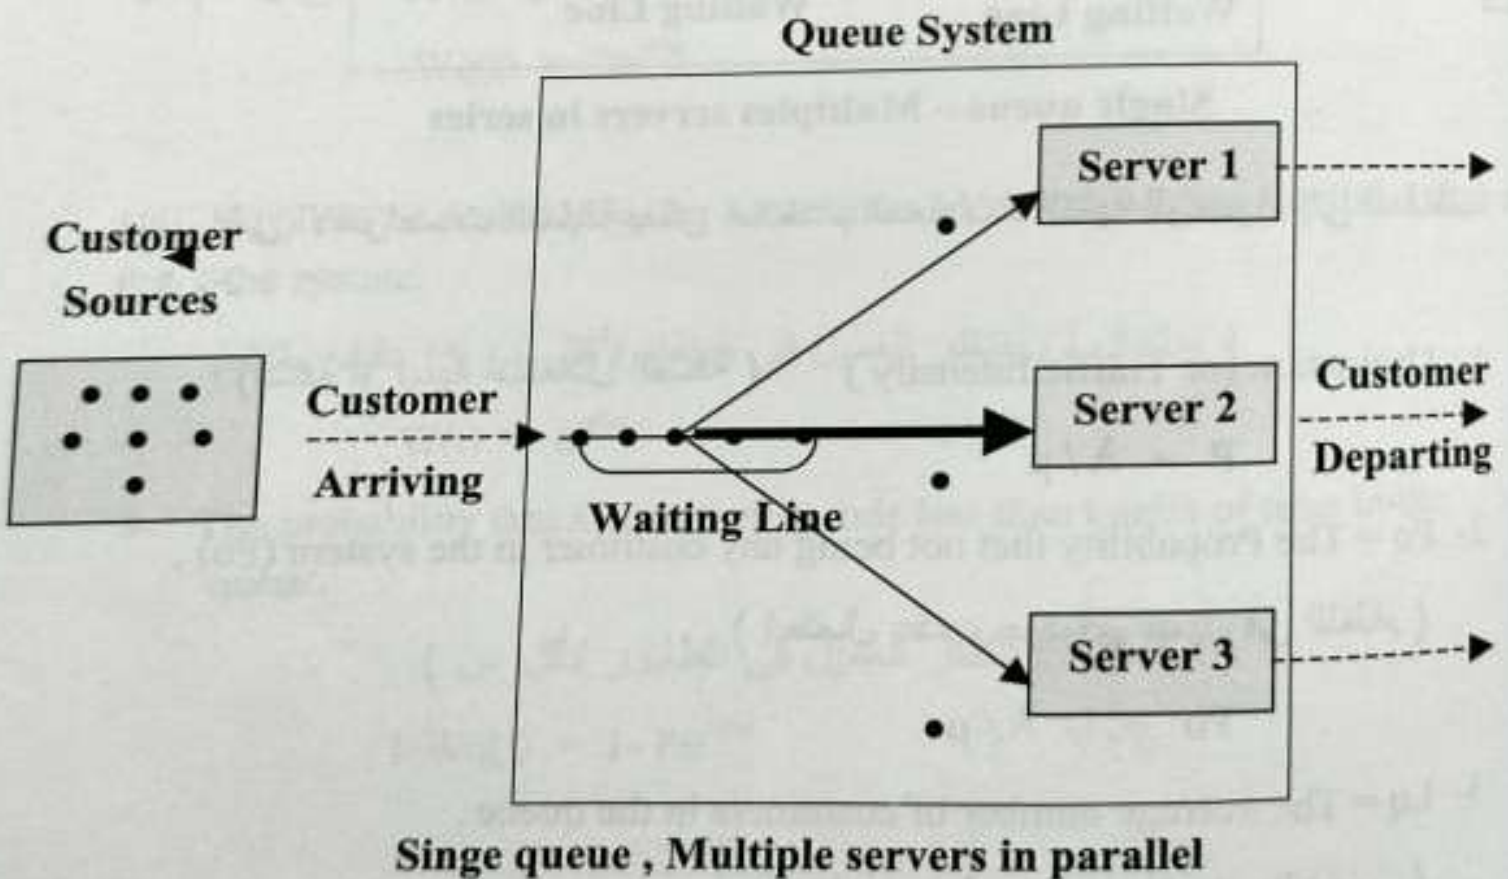 Queue System
Server 1
Customer
Sources
Customer
Arriving
Server 2
Customer
Departing
Waiting Line
Server 3
Singe queue , Multiple servers in parallel